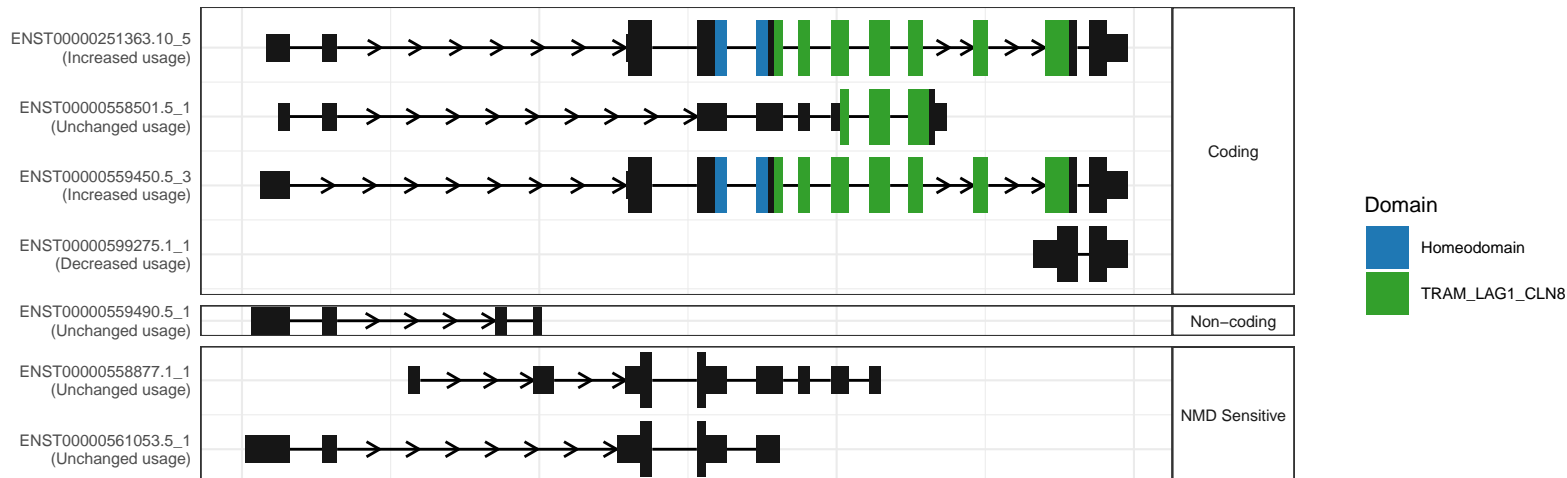 ENST00000251363.10_5
(Increased usage)
ENST00000558501.5_1
(Unchanged usage)
ENST00000559450.5_3
(Increased usage)
ENST00000599275.1_1
(Decreased usage)
Coding
ENST00000559490.5_1
(Unchanged usage)
Non−coding
ENST00000558877.1_1
(Unchanged usage)
ENST00000561053.5_1
(Unchanged usage)
NMD Sensitive
Domain
Homeodomain
TRAM_LAG1_CLN8